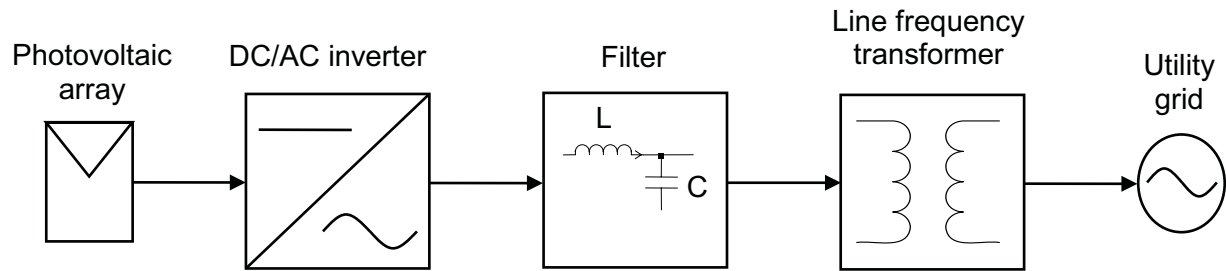 Photovoltaic
array
DC/AC inverter
Filter
Line frequency
transformer
Utility
grid
L
C